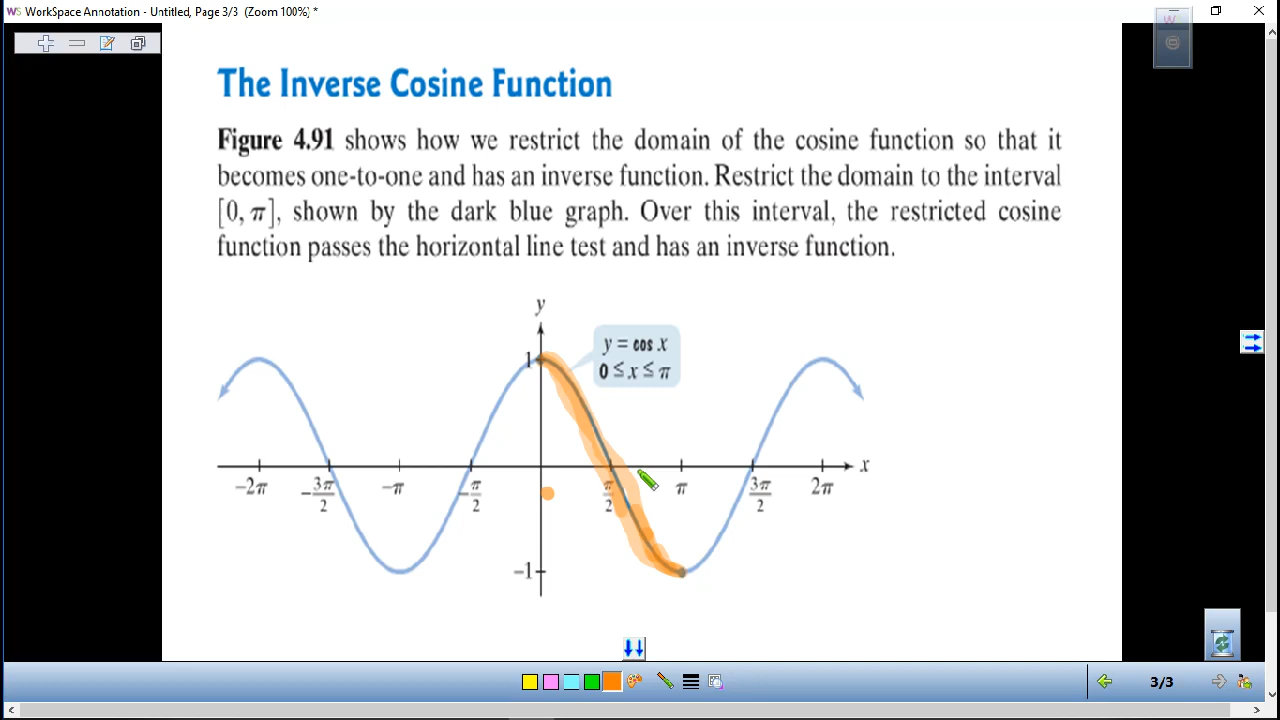 WorkSpace Annotation - Untitled, Page 3/3 (Zoom 100%) *
The Inverse Cosine Function
Figure 4.91 shows how we restrict the domain of the cosine function so that it
becomes one-to-one and has an inverse function. Restrict the domain to the interval
[0, π], shown by the dark blue graph. Over this interval, the restricted cosine
function passes the horizontal line test and has an inverse function.
y
1
y = cos x
0 ≤ x ≤ π
x
−2π −3π/2 −π −π/2 π/2 π 3π/2 2π
−1
3/3